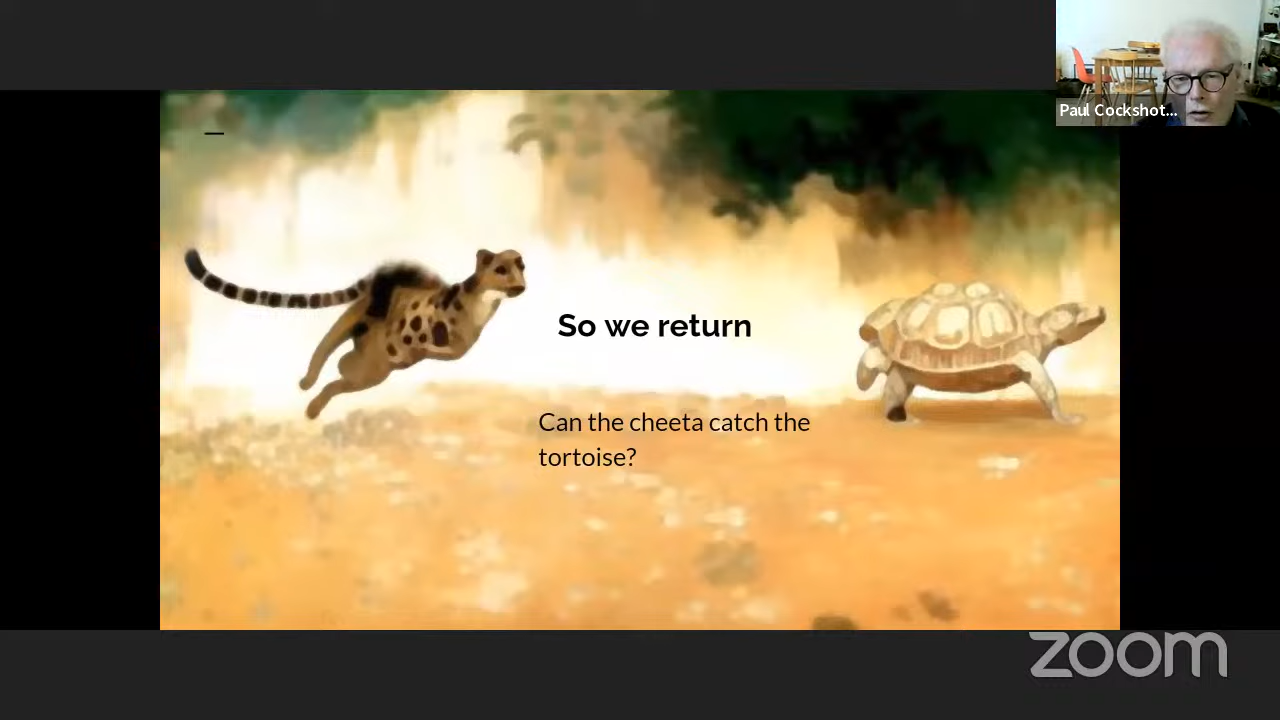 Paul Cockshot...
So we return
Can the cheeta catch the
tortoise?
zoom